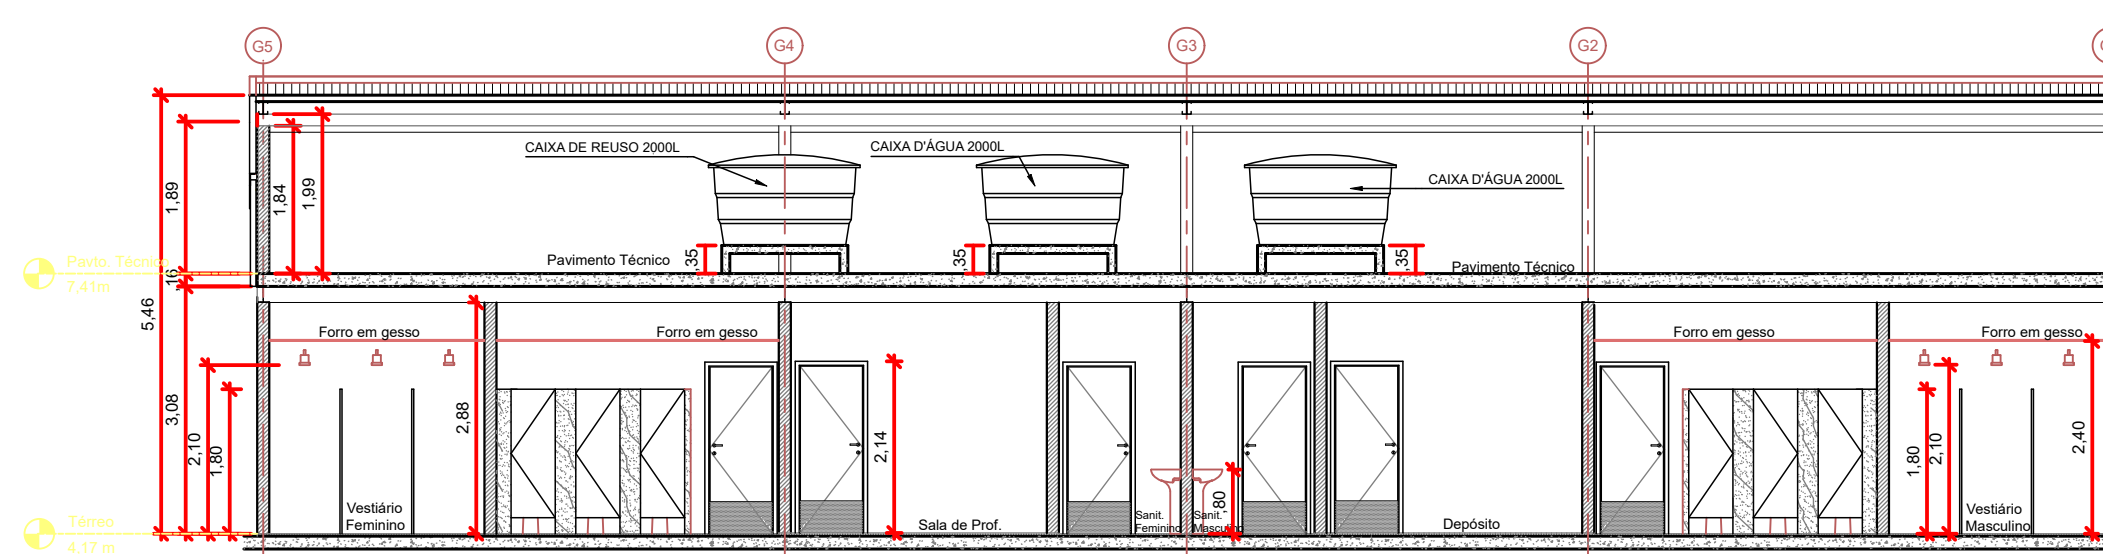 G5
G4
G3
G2
CAIXA DE REUSO 2000L
CAIXA D'ÁGUA 2000L
CAIXA D'ÁGUA 2000L
1,89
1,84
1,99
,35
,35
,35
Pavto. Técnico
7,41m
Pavimento Técnico
Pavimento Técnico
,16
5,46
Forro em gesso
Forro em gesso
Forro em gesso
Forro em gesso
3,08
2,10
1,80
2,88
2,14
,80
1,80
2,10
2,40
Vestiário
Feminino
Sala de Prof.
Sanit.
Feminino
Sanit.
Masculino
Depósito
Vestiário
Masculino
Térreo
4,17 m